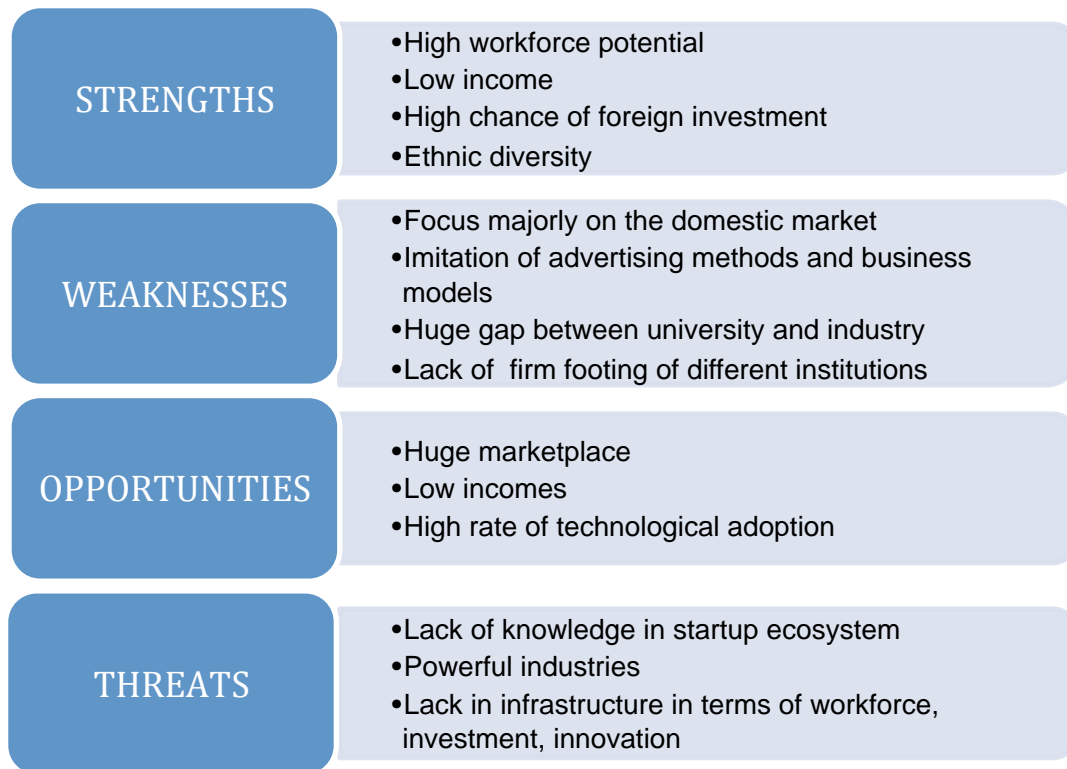 STRENGTHS
•High workforce potential
•Low income
•High chance of foreign investment
•Ethnic diversity
WEAKNESSES
•Focus majorly on the domestic market
•Imitation of advertising methods and business
models
•Huge gap between university and industry
•Lack of  firm footing of different institutions
OPPORTUNITIES
•Huge marketplace
•Low incomes
•High rate of technological adoption
THREATS
•Lack of knowledge in startup ecosystem
•Powerful industries
•Lack in infrastructure in terms of workforce,
investment, innovation